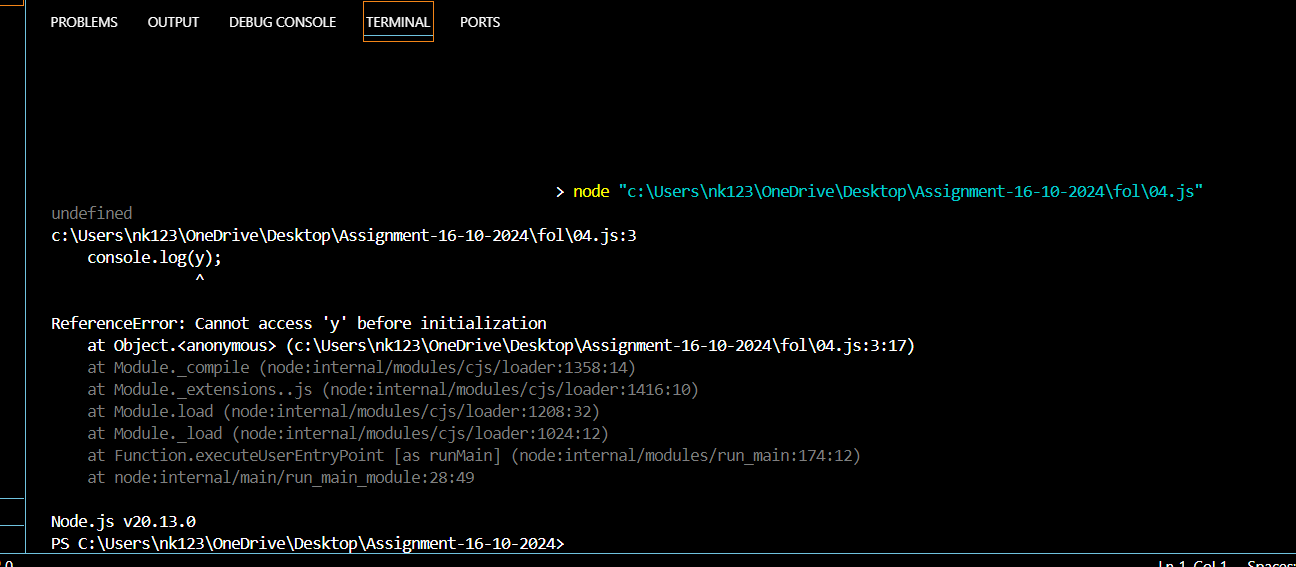 PROBLEMS OUTPUT DEBUG CONSOLE TERMINAL PORTS
> node "c:\Users\nk123\OneDrive\Desktop\Assignment-16-10-2024\fol\04.js"
undefined
c:\Users\nk123\OneDrive\Desktop\Assignment-16-10-2024\fol\04.js:3
    console.log(y);
                ^
ReferenceError: Cannot access 'y' before initialization
    at Object.<anonymous> (c:\Users\nk123\OneDrive\Desktop\Assignment-16-10-2024\fol\04.js:3:17)
    at Module._compile (node:internal/modules/cjs/loader:1358:14)
    at Module._extensions..js (node:internal/modules/cjs/loader:1416:10)
    at Module.load (node:internal/modules/cjs/loader:1208:32)
    at Module._load (node:internal/modules/cjs/loader:1024:12)
    at Function.executeUserEntryPoint [as runMain] (node:internal/modules/run_main:174:12)
    at node:internal/main/run_main_module:28:49
Node.js v20.13.0
PS C:\Users\nk123\OneDrive\Desktop\Assignment-16-10-2024>
Ln 1, Col 1 Spaces: